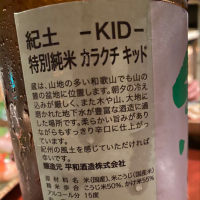 紀土 -KID-
特別純米 カラクチキッド
蔵は、山地の多い和歌山でも山の
麓の盆地に位置します。朝夕の冷え
込みが厳しく、また木や山、大地に
磨かれた地下水が豊富な酒造に適
した場所です。柔らかい旨みがありな
がらもすっきり辛口に仕上がってい
ます。
紀州の風土を感じていただければ
幸いです。
醸造元 平和酒造株式会社
原材料名 米(国産)、米こうじ(国産米)
精米歩合 こうじ米50%、かけ米55%
アルコール分 15度